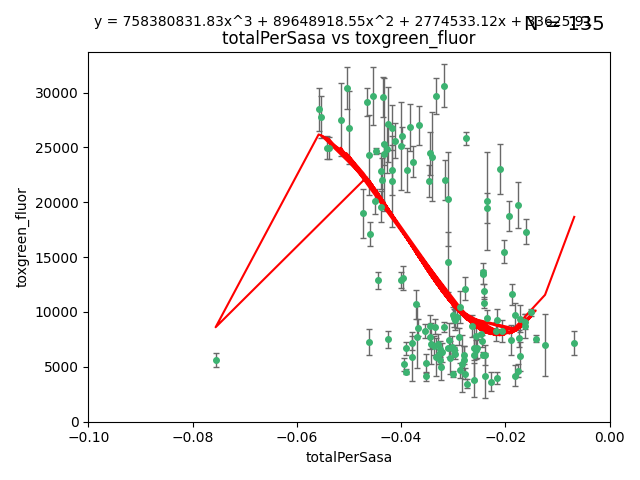 y = 758380831.83x^3 + 89648918.55x^2 + 2774533.12x +
N = 135
totalPerSasa vs toxgreen_fluor
30000
25000
20000
15000
10000
5000
0
toxgreen_fluor
−0.10 −0.08 −0.06 −0.04 −0.02 0.00
totalPerSasa